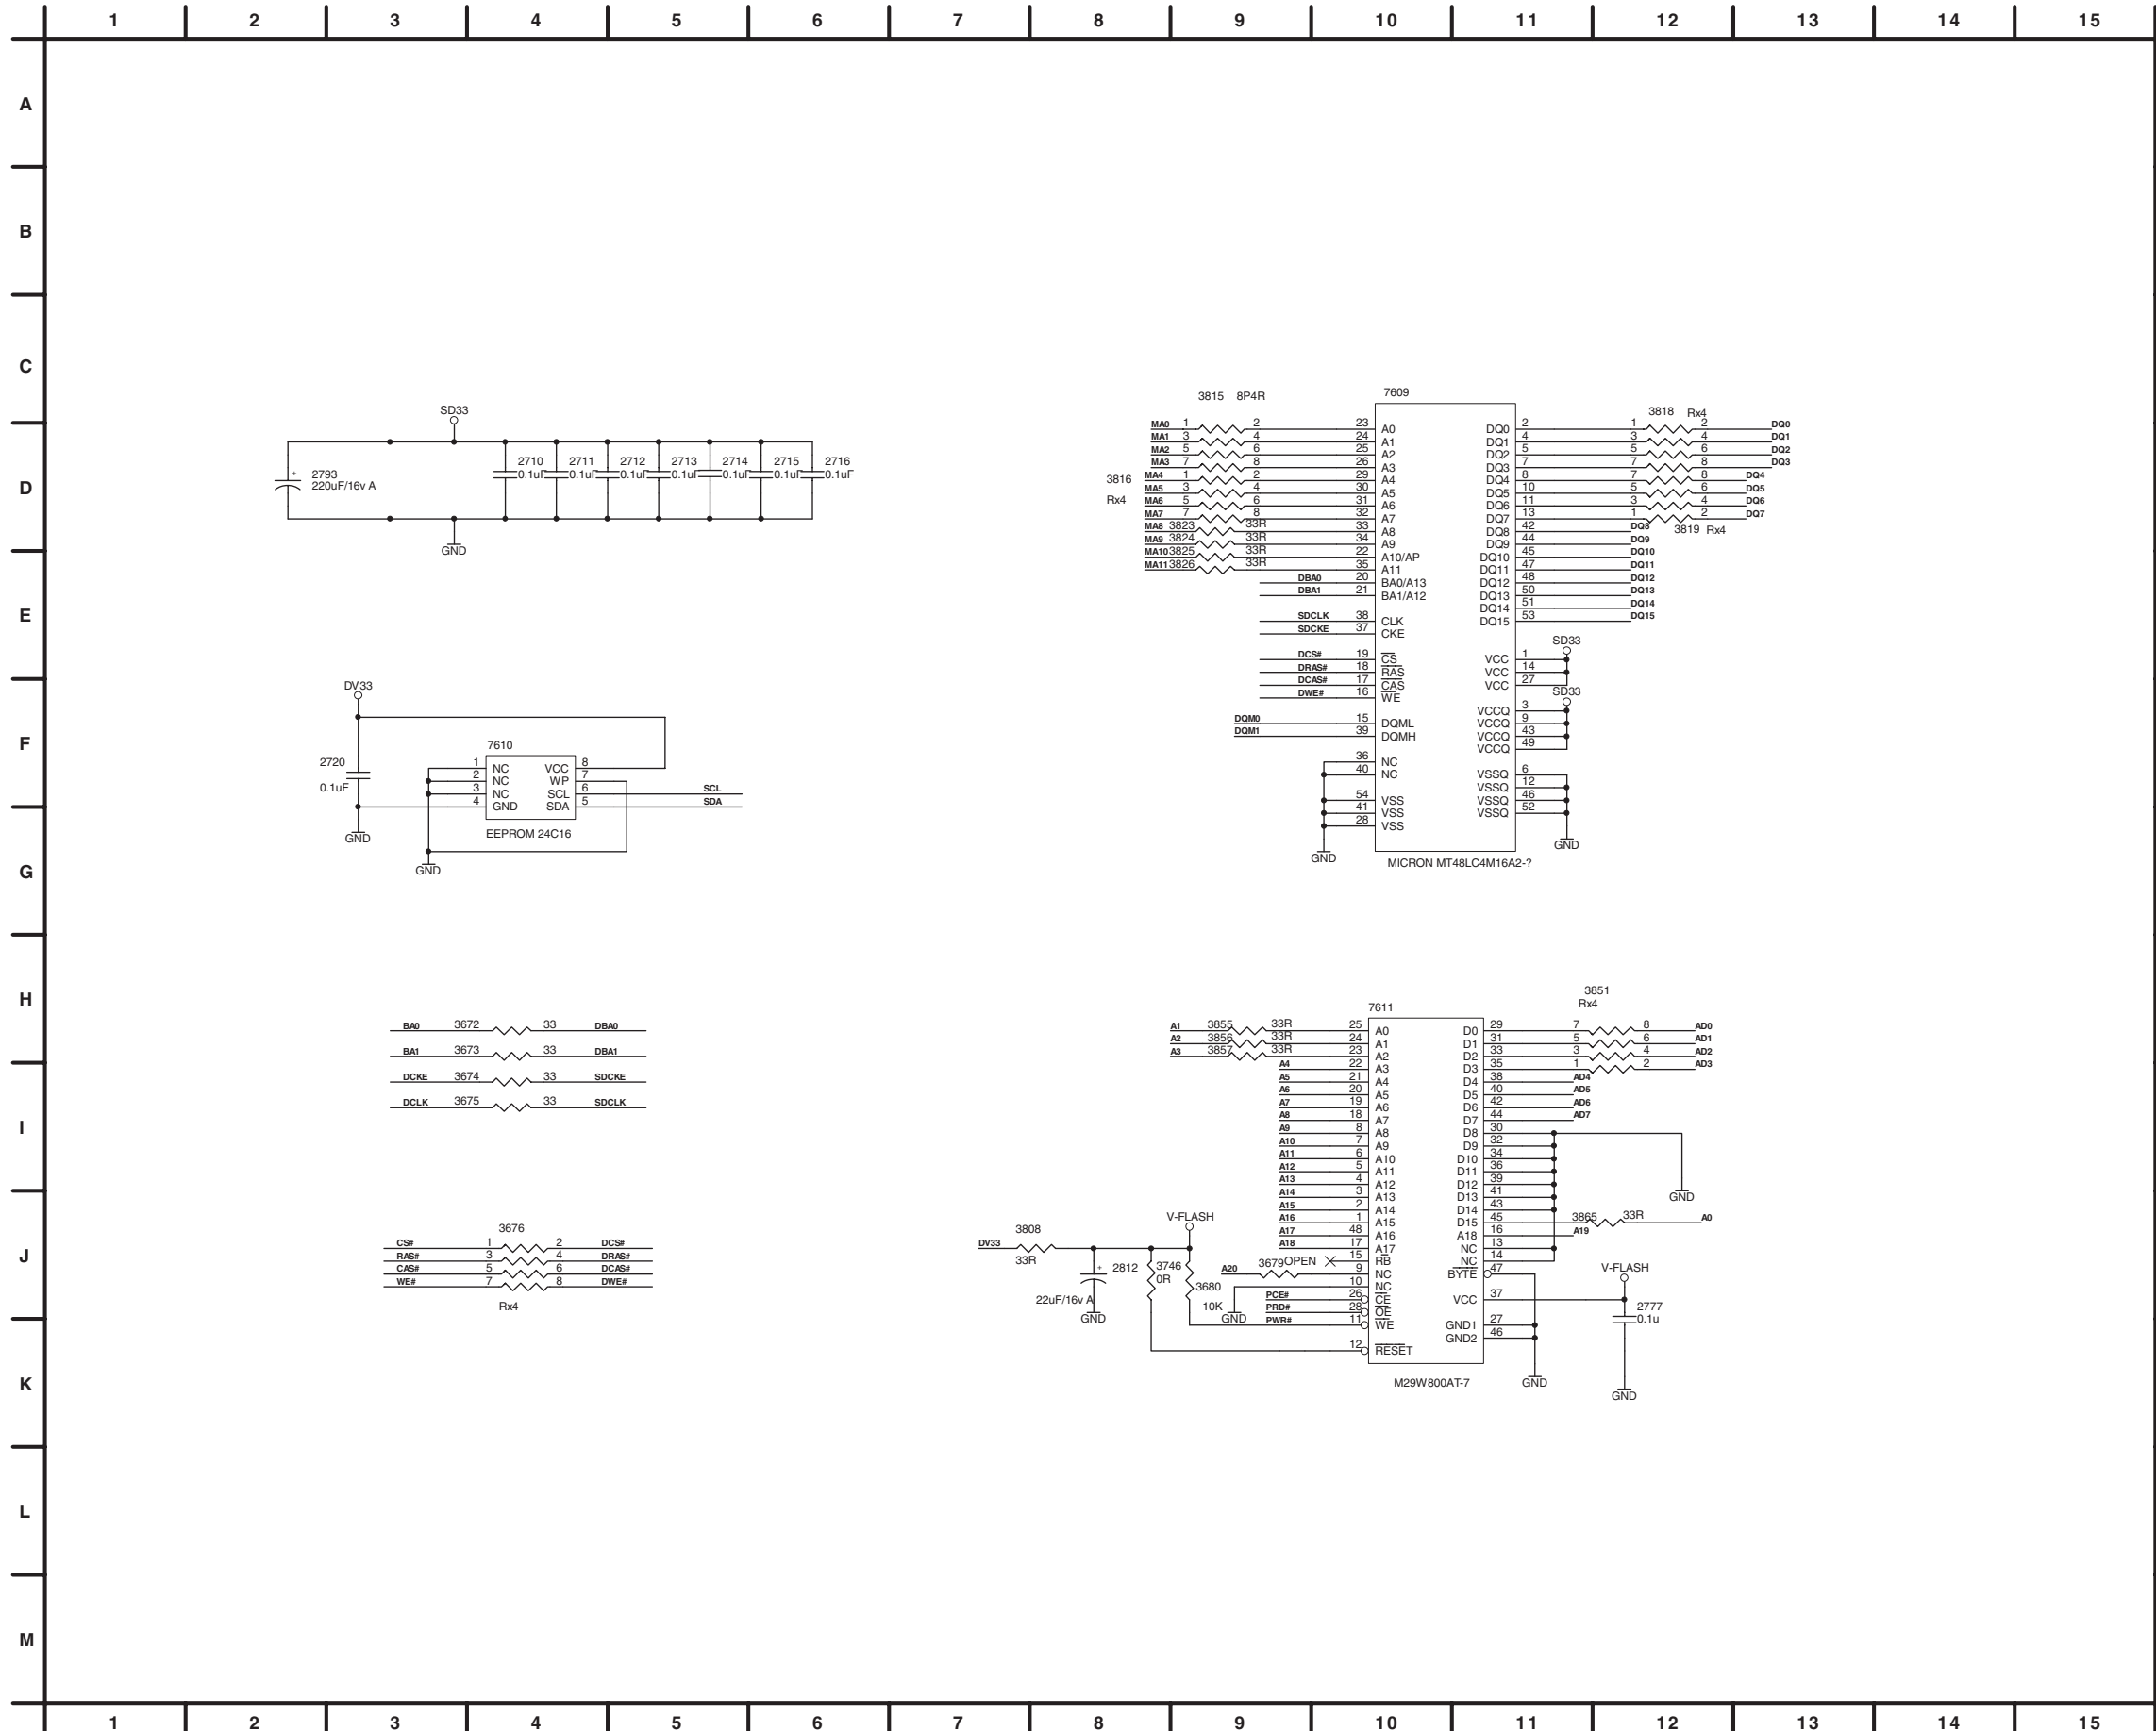 1 2 3 4 5 6 7 8 9 10 11 12 13 14 15
A
B
C
D
E
F
G
H
I
J
K
L
M
SD33
2793
220uF/16v A
+
2710
0.1uF
2711
0.1uF
2712
0.1uF
2713
0.1uF
2714
0.1uF
2715
0.1uF
2716
0.1uF
GND
DV33
2720
0.1uF
GND
7610
1 NC VCC 8
2 NC WP 7
3 NC SCL 6 SCL
4 GND SDA 5 SDA
EEPROM 24C16
GND
BA0 3672 33 DBA0
BA1 3673 33 DBA1
DCKE 3674 33 SDCKE
DCLK 3675 33 SDCLK
3676
CS# 1 2 DCS#
RAS# 3 4 DRAS#
CAS# 5 6 DCAS#
WE# 7 8 DWE#
Rx4
3815 8P4R
7609
3818 Rx4
MA0 1 2 23 A0 DQ0 2 1 2 DQ0
MA1 3 4 24 A1 DQ1 4 3 4 DQ1
MA2 5 6 25 A2 DQ2 5 5 6 DQ2
MA3 7 8 26 A3 DQ3 7 7 8 DQ3
3816
Rx4
MA4 1 2 29 A4 DQ4 8 7 8 DQ4
MA5 3 4 30 A5 DQ5 10 5 6 DQ5
MA6 5 6 31 A6 DQ6 11 3 4 DQ6
MA7 7 8 32 A7 DQ7 13 1 2 DQ7
3819 Rx4
MA8 3823 33R 33 A8 DQ8 42 DQ8
MA9 3824 33R 34 A9 DQ9 44 DQ9
MA10 3825 33R 22 A10/AP DQ10 45 DQ10
MA11 3826 33R 35 A11 DQ11 47 DQ11
DBA0 20 BA0/A13 DQ12 48 DQ12
DBA1 21 BA1/A12 DQ13 50 DQ13
DQ14 51 DQ14
SDCLK 38 CLK DQ15 53 DQ15
SDCKE 37 CKE
SD33
DCS# 19 CS VCC 1
DRAS# 18 RAS VCC 14
DCAS# 17 CAS VCC 27
DWE# 16 WE
SD33
VCCQ 3
DQM0 15 DQML VCCQ 9
DQM1 39 DQMH VCCQ 43
VCCQ 49
36 NC
40 NC VSSQ 6
VSSQ 12
54 VSS VSSQ 46
41 VSS VSSQ 52
28 VSS
GND
GND
MICRON MT48LC4M16A2-?
3851
Rx4
7611
A1 3855 33R 25 A0 D0 29 7 8 AD0
A2 3856 33R 24 A1 D1 31 5 6 AD1
A3 3857 33R 23 A2 D2 33 3 4 AD2
A4 22 A3 D3 35 1 2 AD3
A5 21 A4 D4 38 AD4
A6 20 A5 D5 40 AD5
A7 19 A6 D6 42 AD6
A8 18 A7 D7 44 AD7
A9 8 A8 D8 30
A10 7 A9 D9 32
A11 6 A10 D10 34
A12 5 A11 D11 36
A13 4 A12 D12 39
A14 3 A13 D13 41
GND
A15 2 A14 D14 43
A16 1 A15 D15 45 3865 33R A0
A17 48 A16 A18 16 A19
A18 17 A17 NC 13
15 RB NC 14
A20 3679 OPEN 9 NC BYTE 47
10 NC
PCE# 26 CE VCC 37
PRD# 28 OE
PWR# 11 WE GND1 27
GND2 46
12 RESET
M29W800AT-7
GND
V-FLASH
2777
0.1u
GND
V-FLASH
DV33 3808
33R
+ 2812
22uF/16v A
GND
3746
0R
3680
10K
GND
1 2 3 4 5 6 7 8 9 10 11 12 13 14 15